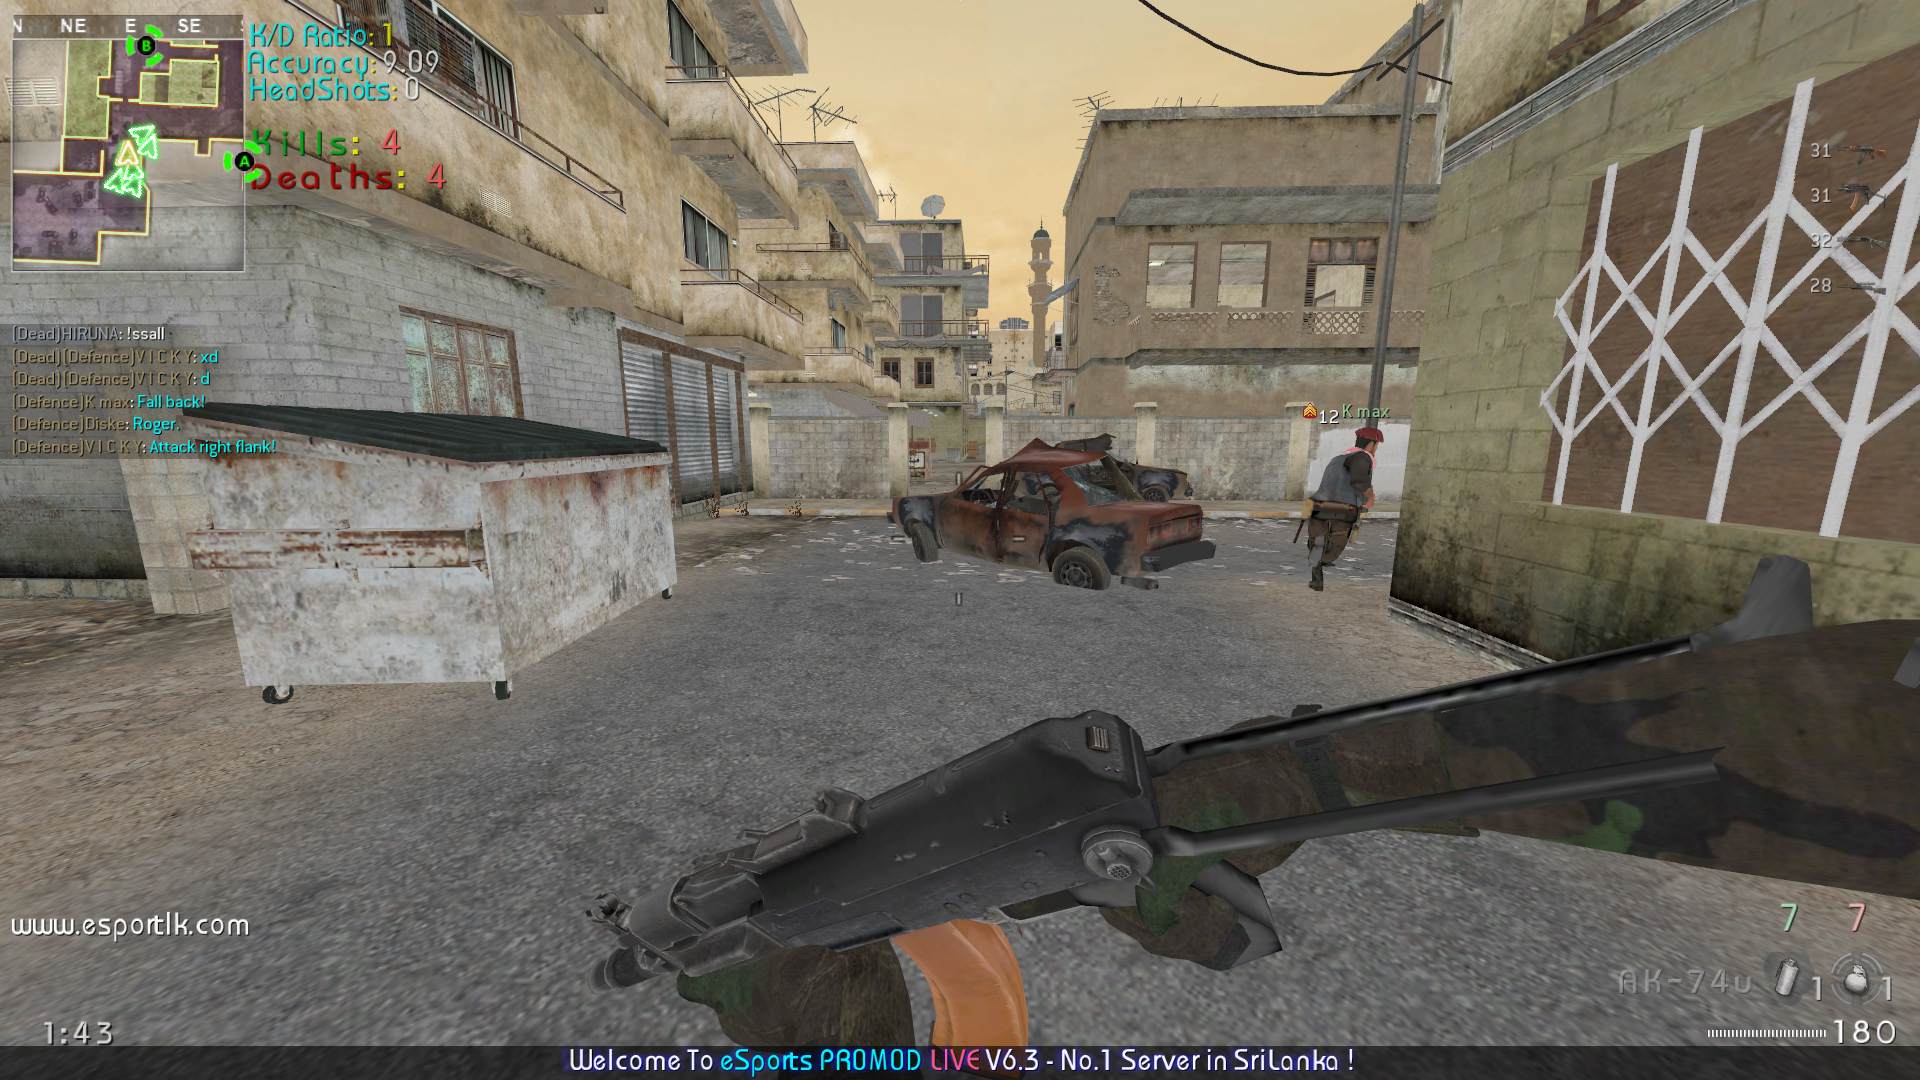 N NE E SE S
B
A
K/D Ratio: 1
Accuracy: 9.09
HeadShots: 0
Kills: 4
Deaths: 4
31
31
32
28
(Dead)HIRUNA: !ssall
(Dead)(Defence)V I C K Y: xd
(Dead)(Defence)V I C K Y: d
(Defence)K max: Fall back!
(Defence)Diske: Roger.
(Defence)V I C K Y: Attack right flank!
12 K max
www.esportlk.com
7 7
AK-74u 1 1
1:43
180
Welcome To eSports PROMOD LIVE V6.3 - No.1 Server in SriLanka !